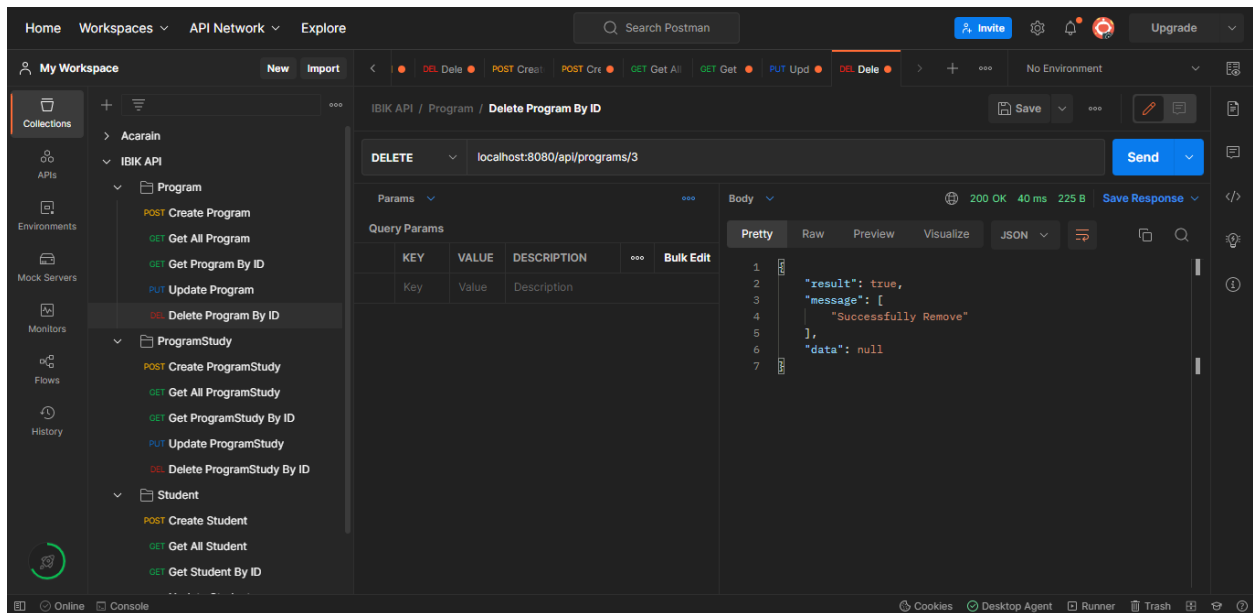 Home Workspaces API Network Explore Search Postman Invite Upgrade
My Workspace New Import
DEL Dele POST Creat POST Cre GET Get All GET Get PUT Upd DEL Dele No Environment
Collections
APIs
Environments
Mock Servers
Monitors
Flows
History
Acarain
IBIK API
Program
POST Create Program
GET Get All Program
GET Get Program By ID
PUT Update Program
DEL Delete Program By ID
ProgramStudy
POST Create ProgramStudy
GET Get All ProgramStudy
GET Get ProgramStudy By ID
PUT Update ProgramStudy
DEL Delete ProgramStudy By ID
Student
POST Create Student
GET Get All Student
GET Get Student By ID
IBIK API / Program / Delete Program By ID Save
DELETE localhost:8080/api/programs/3 Send
Params
Query Params
KEY VALUE DESCRIPTION Bulk Edit
Key Value Description
Body 200 OK 40 ms 225 B Save Response
Pretty Raw Preview Visualize JSON
1 {
2 "result": true,
3 "message": [
4 "Successfully Remove"
5 ],
6 "data": null
7 }
Online Console Cookies Desktop Agent Runner Trash